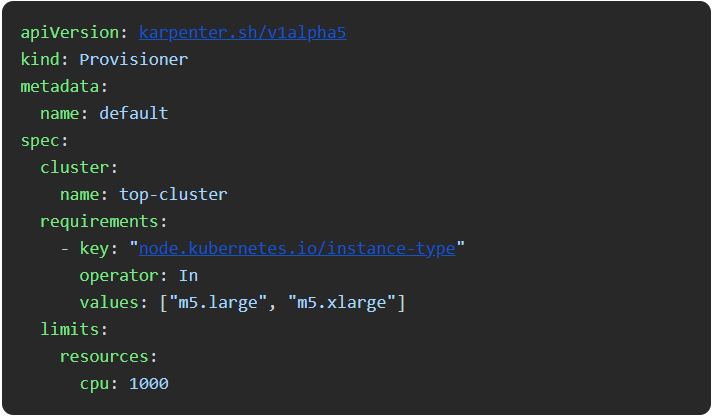 apiVersion: karpenter.sh/v1alpha5
kind: Provisioner
metadata:
  name: default
spec:
  cluster:
    name: top-cluster
  requirements:
    - key: "node.kubernetes.io/instance-type"
      operator: In
      values: ["m5.large", "m5.xlarge"]
  limits:
    resources:
      cpu: 1000